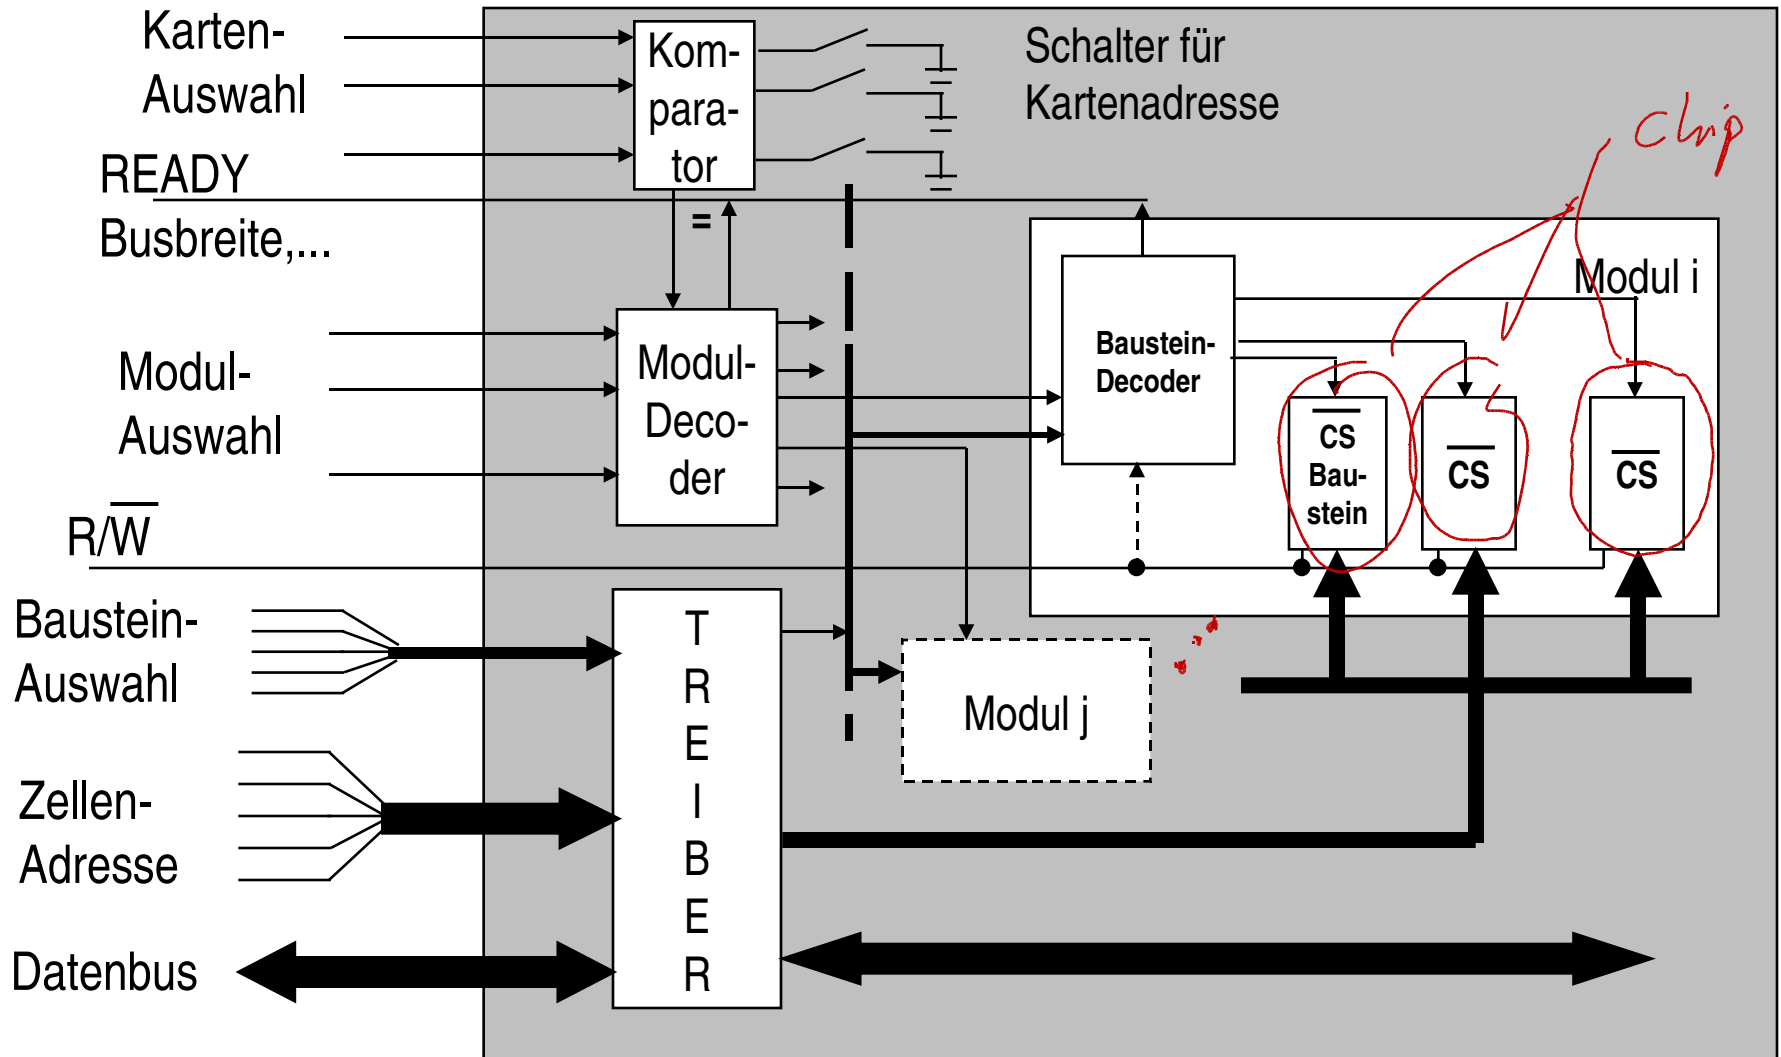 Karten-
Auswahl
Kom-
para-
tor
Schalter für
Kartenadresse
Chip
READY
Busbreite,...
=
Modul i
Modul-
Auswahl
Modul-
Deco-
der
Baustein-
Decoder
CS
Bau-
stein
CS
CS
R/W
Baustein-
Auswahl
T
R
E
I
B
E
R
Modul j
Zellen-
Adresse
Datenbus